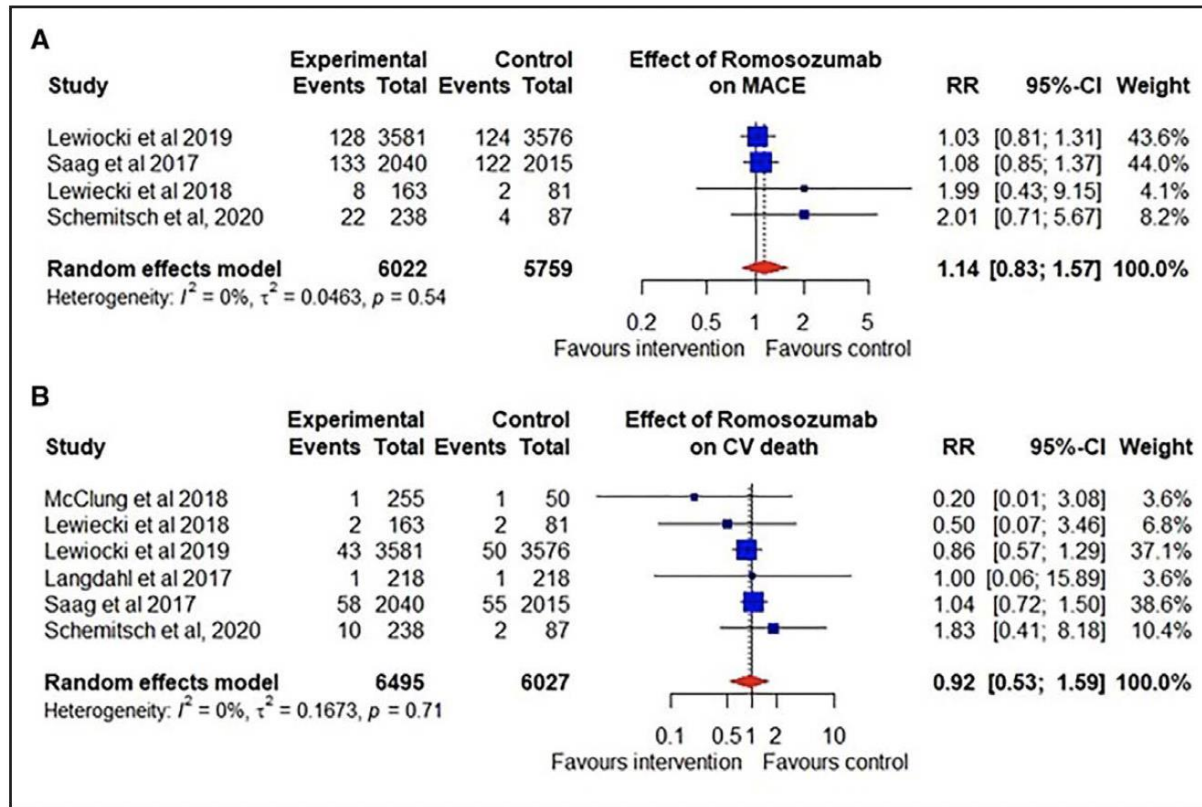 A
Experimental Control Effect of Romosozumab
Study Events Total Events Total on MACE RR 95%-CI Weight
Lewiocki et al 2019 128 3581 124 3576 1.03 [0.81; 1.31] 43.6%
Saag et al 2017 133 2040 122 2015 1.08 [0.85; 1.37] 44.0%
Lewiecki et al 2018 8 163 2 81 1.99 [0.43; 9.15] 4.1%
Schemitsch et al, 2020 22 238 4 87 2.01 [0.71; 5.67] 8.2%
Random effects model 6022 5759 1.14 [0.83; 1.57] 100.0%
Heterogeneity: I² = 0%, τ² = 0.0463, p = 0.54
0.2 0.5 1 2 5
Favours intervention Favours control
B
Experimental Control Effect of Romosozumab
Study Events Total Events Total on CV death RR 95%-CI Weight
McClung et al 2018 1 255 1 50 0.20 [0.01; 3.08] 3.6%
Lewiecki et al 2018 2 163 2 81 0.50 [0.07; 3.46] 6.8%
Lewiocki et al 2019 43 3581 50 3576 0.86 [0.57; 1.29] 37.1%
Langdahl et al 2017 1 218 1 218 1.00 [0.06; 15.89] 3.6%
Saag et al 2017 58 2040 55 2015 1.04 [0.72; 1.50] 38.6%
Schemitsch et al, 2020 10 238 2 87 1.83 [0.41; 8.18] 10.4%
Random effects model 6495 6027 0.92 [0.53; 1.59] 100.0%
Heterogeneity: I² = 0%, τ² = 0.1673, p = 0.71
0.1 0.5 1 2 10
Favours intervention Favours control